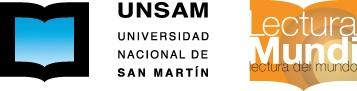 UNSAM
UNIVERSIDAD
NACIONAL DE
SAN MARTÍN
Lectura
Mundi
lectura del mundo